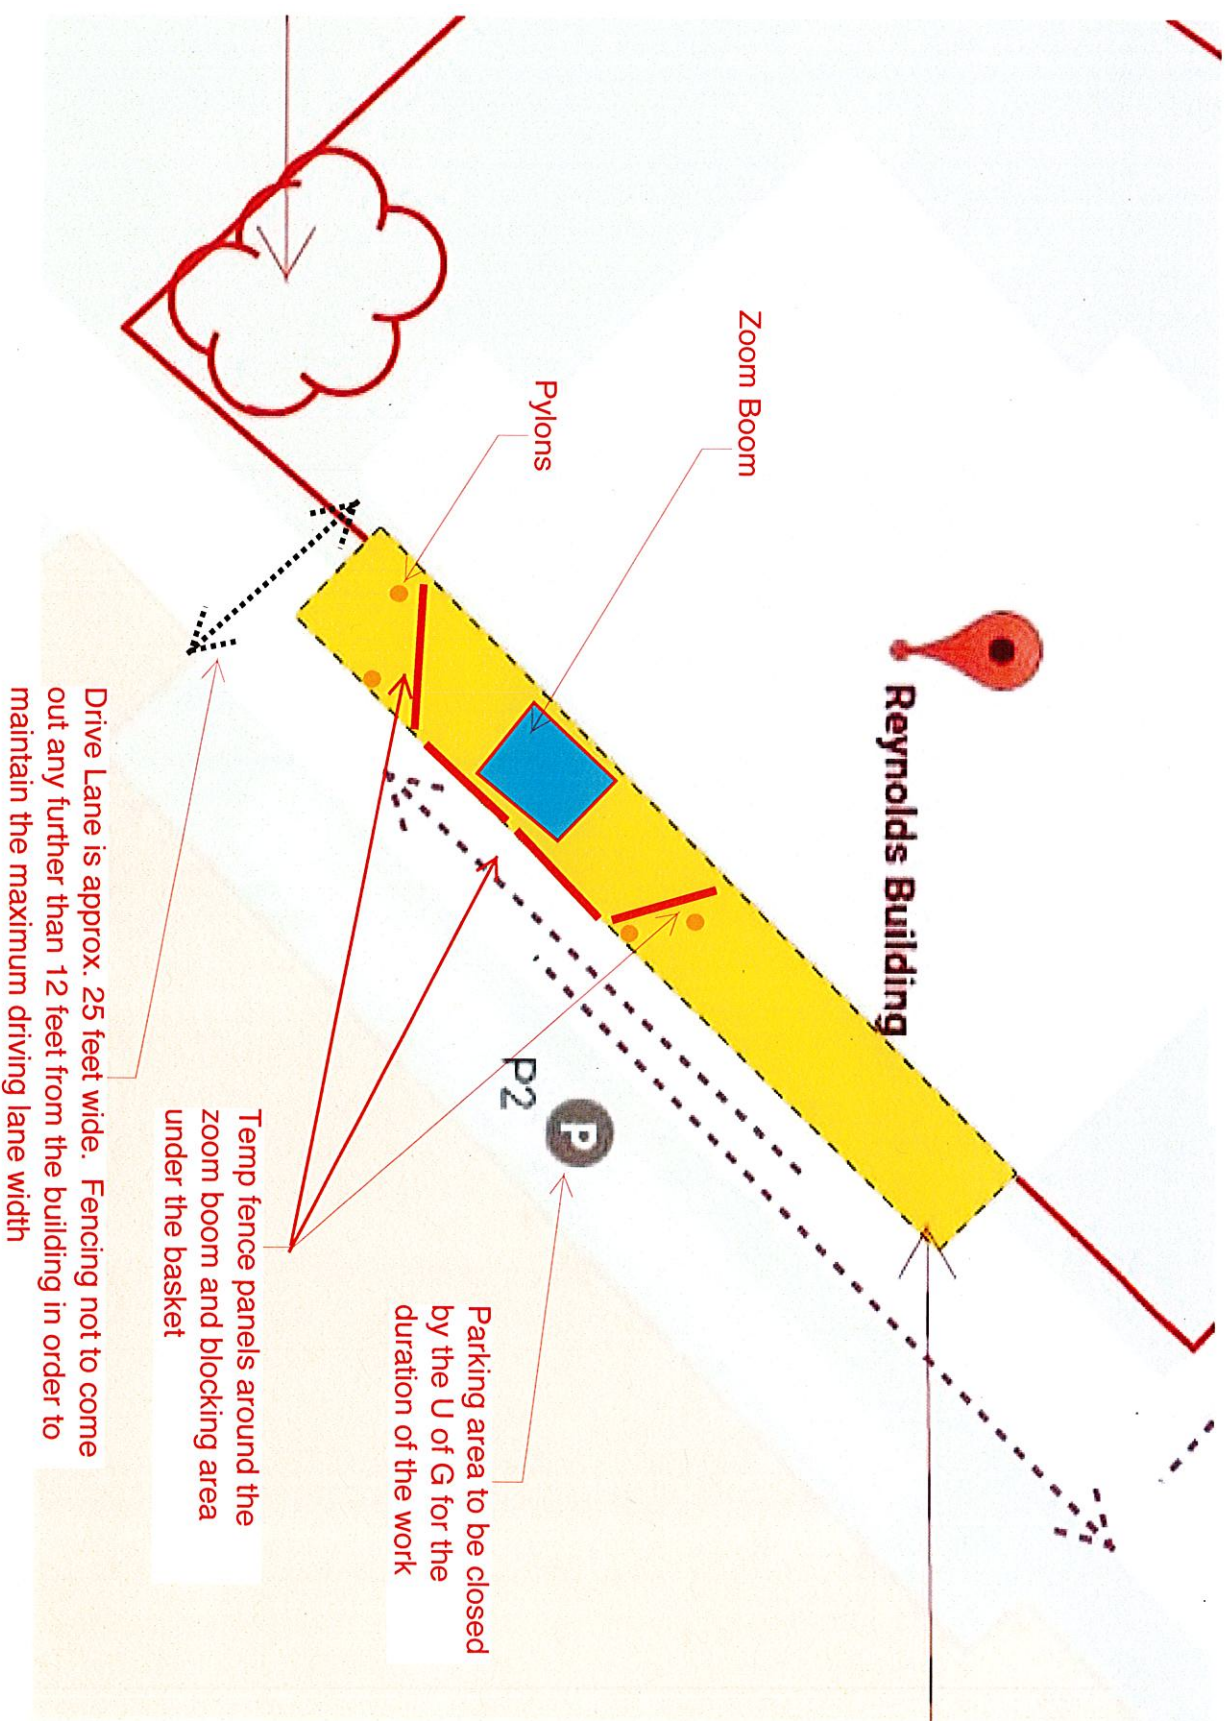 Reynolds Building
Zoom Boom
Pylons
P
P2
Parking area to be closed
by the U of G for the
duration of the work
Temp fence panels around the
zoom boom and blocking area
under the basket
Drive Lane is approx. 25 feet wide. Fencing not to come
out any further than 12 feet from the building in order to
maintain the maximum driving lane width